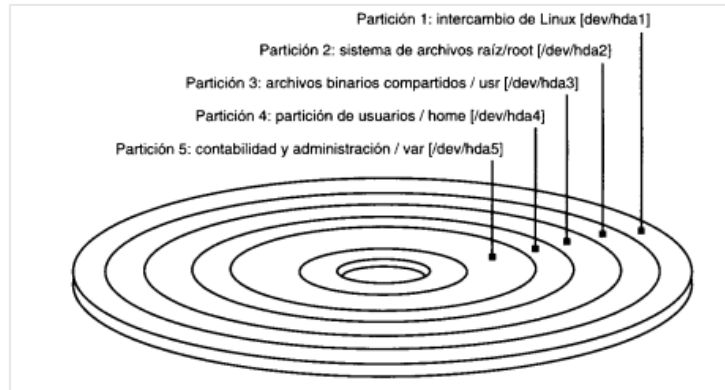 Partición 1: intercambio de Linux [dev/hda1]
Partición 2: sistema de archivos raíz/root [/dev/hda2}
Partición 3: archivos binarios compartidos / usr [/dev/hda3]
Partición 4: partición de usuarios / home [/dev/hda4]
Partición 5: contabilidad y administración / var [/dev/hda5]